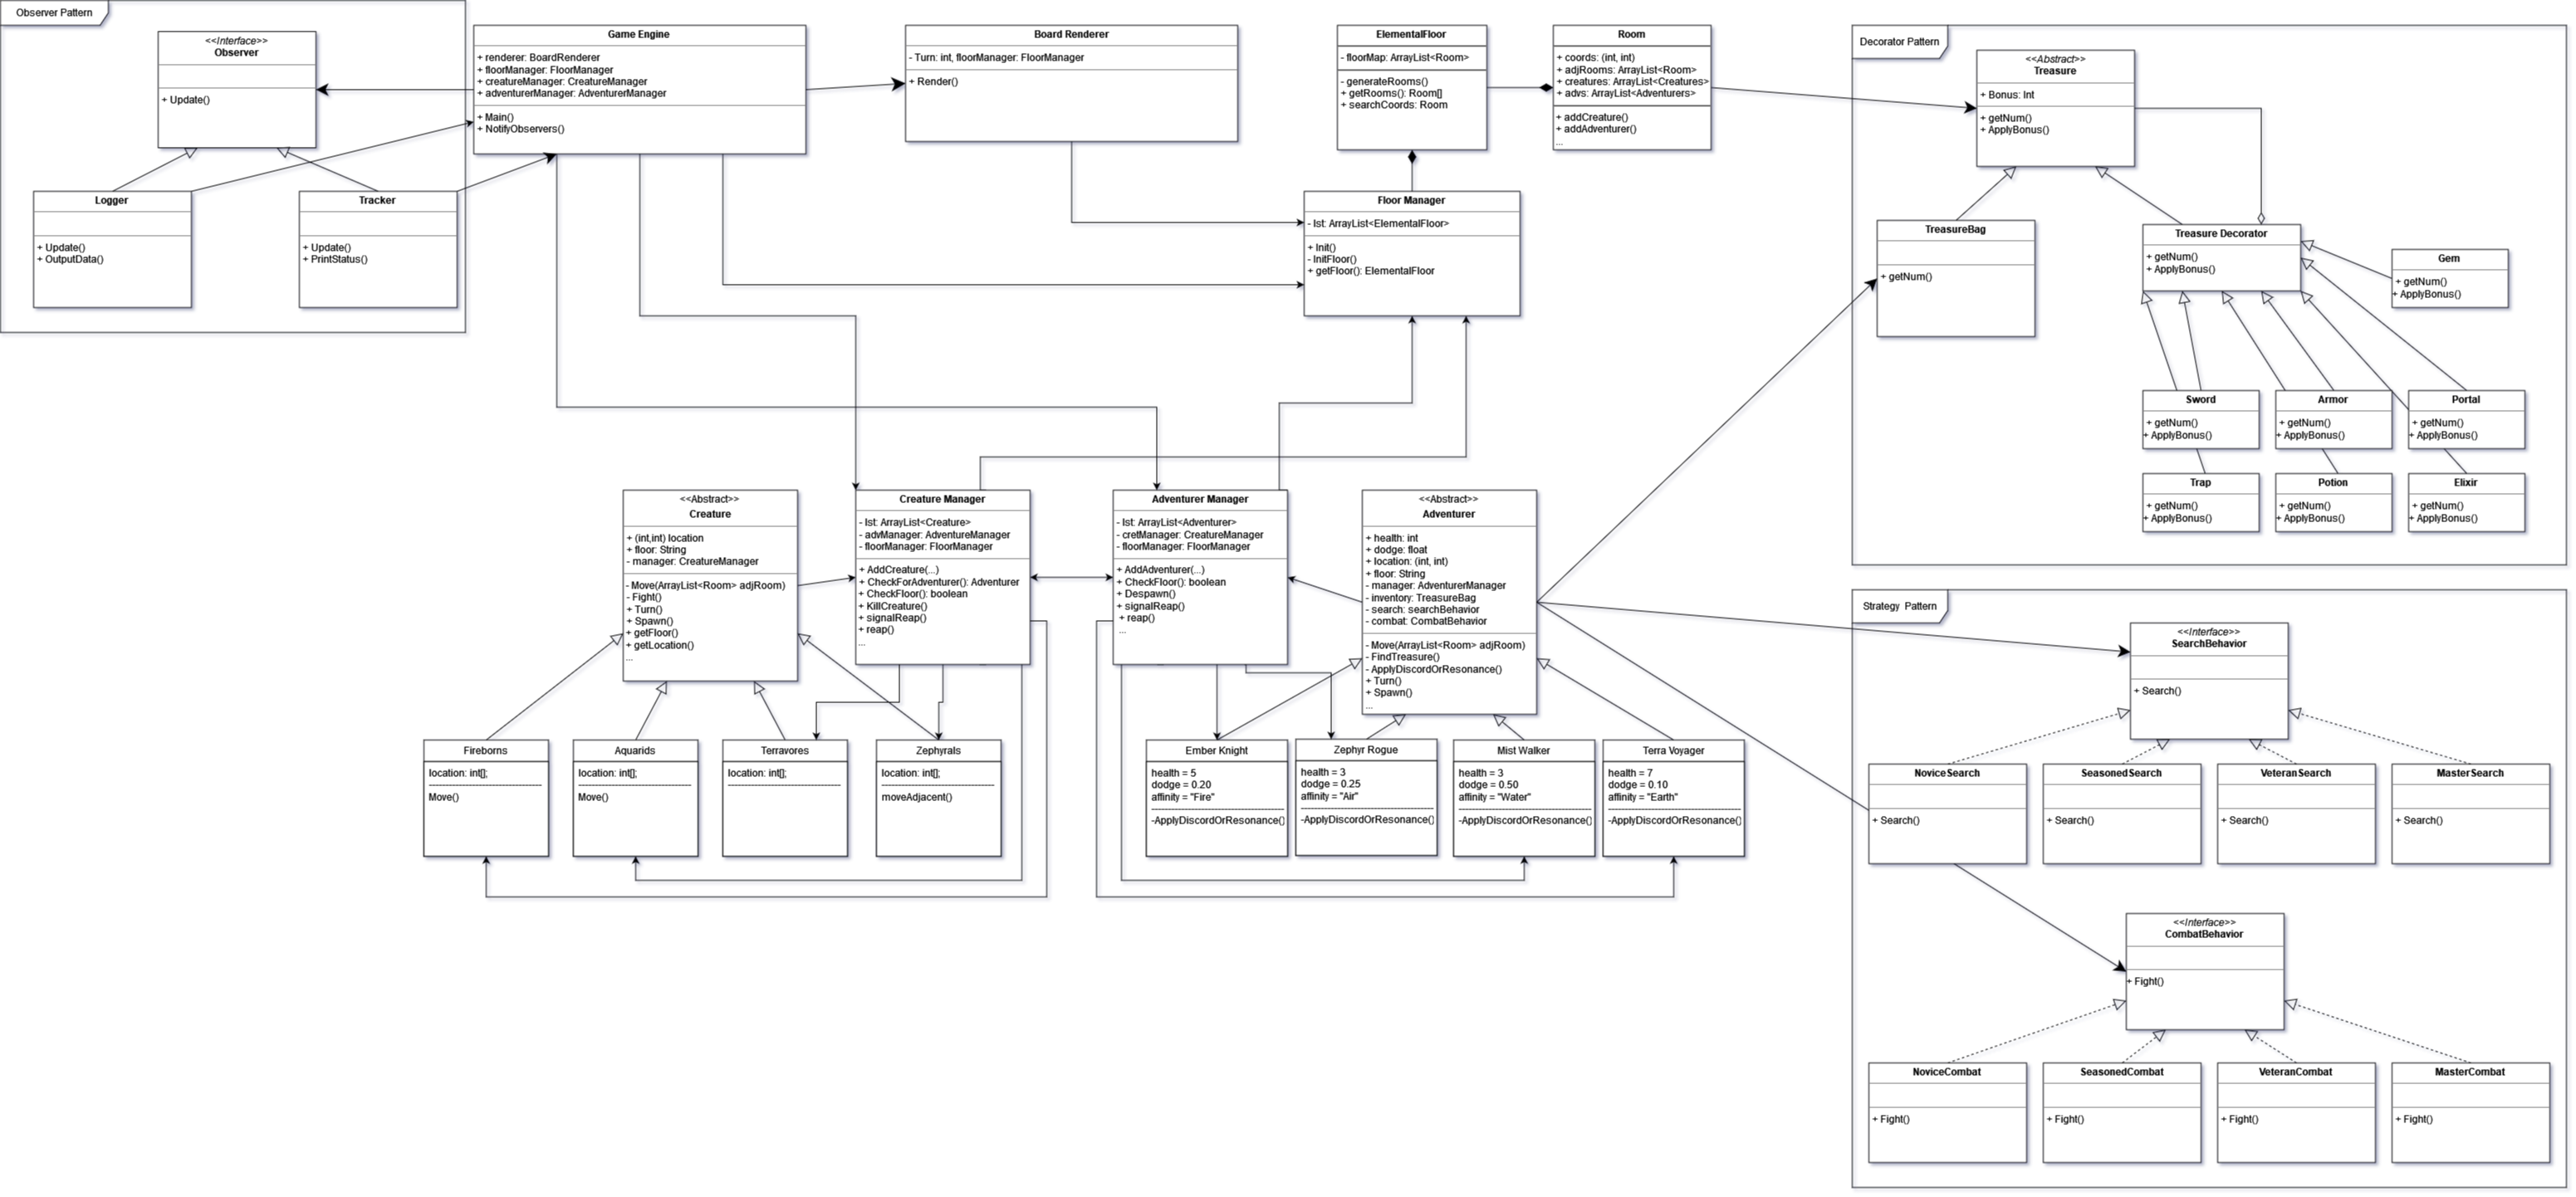 Observer Pattern
<<Interface>>
Observer
+ Update()
Logger
+ Update()
+ OutputData()
Tracker
+ Update()
+ PrintStatus()
Game Engine
+ renderer: BoardRenderer
+ floorManager: FloorManager
+ creatureManager: CreatureManager
+ adventurerManager: AdventurerManager
+ Main()
+ NotifyObservers()
Board Renderer
- Turn: int, floorManager: FloorManager
+ Render()
ElementalFloor
- floorMap: ArrayList<Room>
- generateRooms()
+ getRooms(): Room[]
+ searchCoords: Room
Room
+ coords: (int, int)
+ adjRooms: ArrayList<Room>
+ creatures: ArrayList<Creatures>
+ advs: ArrayList<Adventurers>
+ addCreature()
+ addAdventurer()
...
Floor Manager
- lst: ArrayList<ElementalFloor>
+ Init()
- InitFloor()
+ getFloor(): ElementalFloor
Decorator Pattern
<<Abstract>>
Treasure
+ Bonus: Int
+ getNum()
+ ApplyBonus()
TreasureBag
+ getNum()
Treasure Decorator
+ getNum()
+ ApplyBonus()
Gem
+ getNum()
+ ApplyBonus()
Sword
+ getNum()
+ ApplyBonus()
Armor
+ getNum()
+ ApplyBonus()
Portal
+ getNum()
+ ApplyBonus()
Trap
+ getNum()
+ ApplyBonus()
Potion
+ getNum()
+ ApplyBonus()
Elixir
+ getNum()
+ ApplyBonus()
<<Abstract>>
Creature
+ (int,int) location
+ floor: String
- manager: CreatureManager
- Move(ArrayList<Room> adjRoom)
- Fight()
+ Turn()
+ Spawn()
+ getFloor()
+ getLocation()
...
Creature Manager
- lst: ArrayList<Creature>
- advManager: AdventureManager
- floorManager: FloorManager
+ AddCreature(...)
+ CheckForAdventurer(): Adventurer
+ CheckFloor(): boolean
+ KillCreature()
+ signalReap()
+ reap()
...
Adventurer Manager
- lst: ArrayList<Adventurer>
- cretManager: CreatureManager
- floorManager: FloorManager
+ AddAdventurer(...)
+ CheckFloor(): boolean
+ Despawn()
+ signalReap()
+ reap()
...
<<Abstract>>
Adventurer
+ health: int
+ dodge: float
+ location: (int, int)
+ floor: String
- manager: AdventurerManager
- inventory: TreasureBag
- search: searchBehavior
- combat: CombatBehavior
- Move(ArrayList<Room> adjRoom)
- FindTreasure()
- ApplyDiscordOrResonance()
+ Turn()
+ Spawn()
...
Fireborns
location: int[];
Move()
Aquarids
location: int[];
Move()
Terravores
location: int[];
Zephyrals
location: int[];
moveAdjacent()
Ember Knight
health = 5
dodge = 0.20
affinity = "Fire"
-ApplyDiscordOrResonance()
Zephyr Rogue
health = 3
dodge = 0.25
affinity = "Air"
-ApplyDiscordOrResonance()
Mist Walker
health = 3
dodge = 0.50
affinity = "Water"
-ApplyDiscordOrResonance()
Terra Voyager
health = 7
dodge = 0.10
affinity = "Earth"
-ApplyDiscordOrResonance()
Strategy Pattern
<<Interface>>
SearchBehavior
+ Search()
NoviceSearch
+ Search()
SeasonedSearch
+ Search()
VeteranSearch
+ Search()
MasterSearch
+ Search()
<<Interface>>
CombatBehavior
+ Fight()
NoviceCombat
+ Fight()
SeasonedCombat
+ Fight()
VeteranCombat
+ Fight()
MasterCombat
+ Fight()